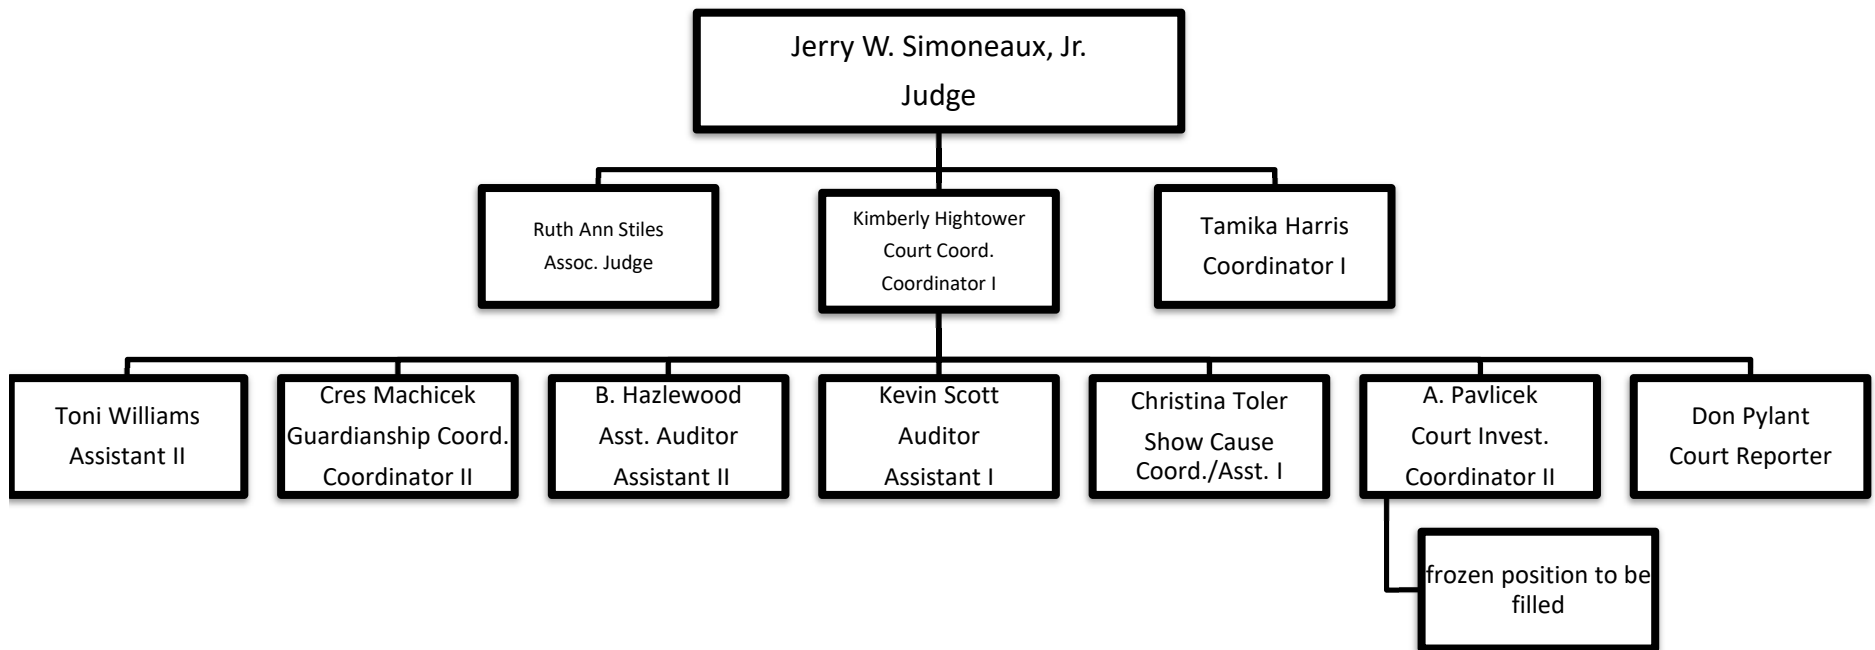 Jerry W. Simoneaux, Jr.
Judge
Ruth Ann Stiles
Assoc. Judge
Kimberly Hightower
Court Coord.
Coordinator I
Tamika Harris
Coordinator I
Toni Williams
Assistant II
Cres Machicek
Guardianship Coord.
Coordinator II
B. Hazlewood
Asst. Auditor
Assistant II
Kevin Scott
Auditor
Assistant I
Christina Toler
Show Cause
Coord./Asst. I
A. Pavlicek
Court Invest.
Coordinator II
Don Pylant
Court Reporter
frozen position to be
filled